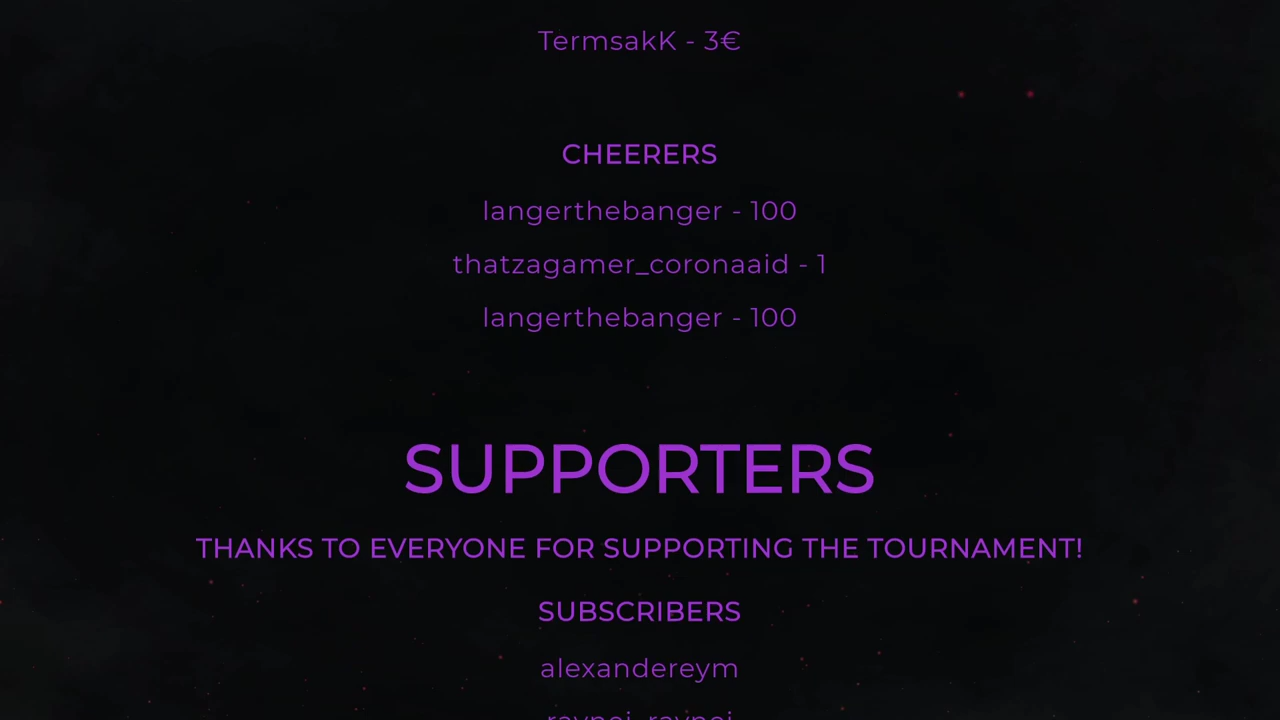 TermsakK - 3€
CHEERERS
langerthebanger - 100
thatzagamer_coronaaid - 1
langerthebanger - 100
SUPPORTERS
THANKS TO EVERYONE FOR SUPPORTING THE TOURNAMENT!
SUBSCRIBERS
alexandereym